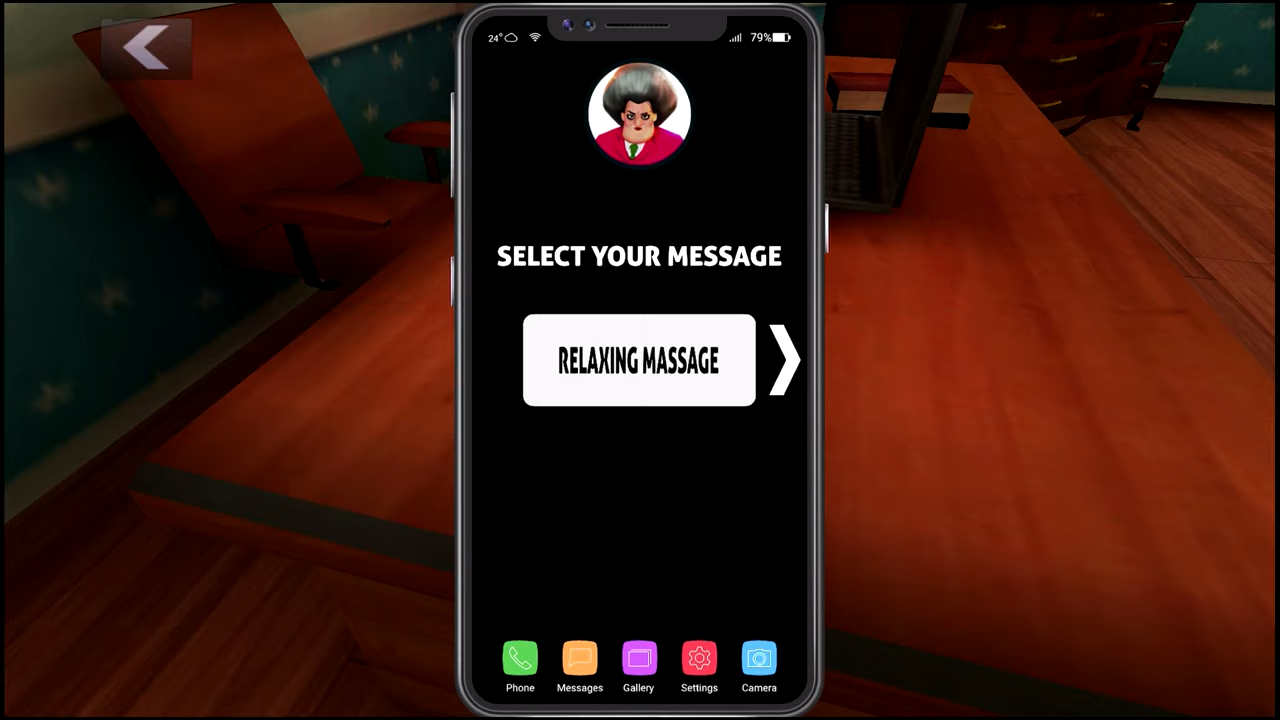 24°
79%
SELECT YOUR MESSAGE
RELAXING MASSAGE
Phone
Messages
Gallery
Settings
Camera